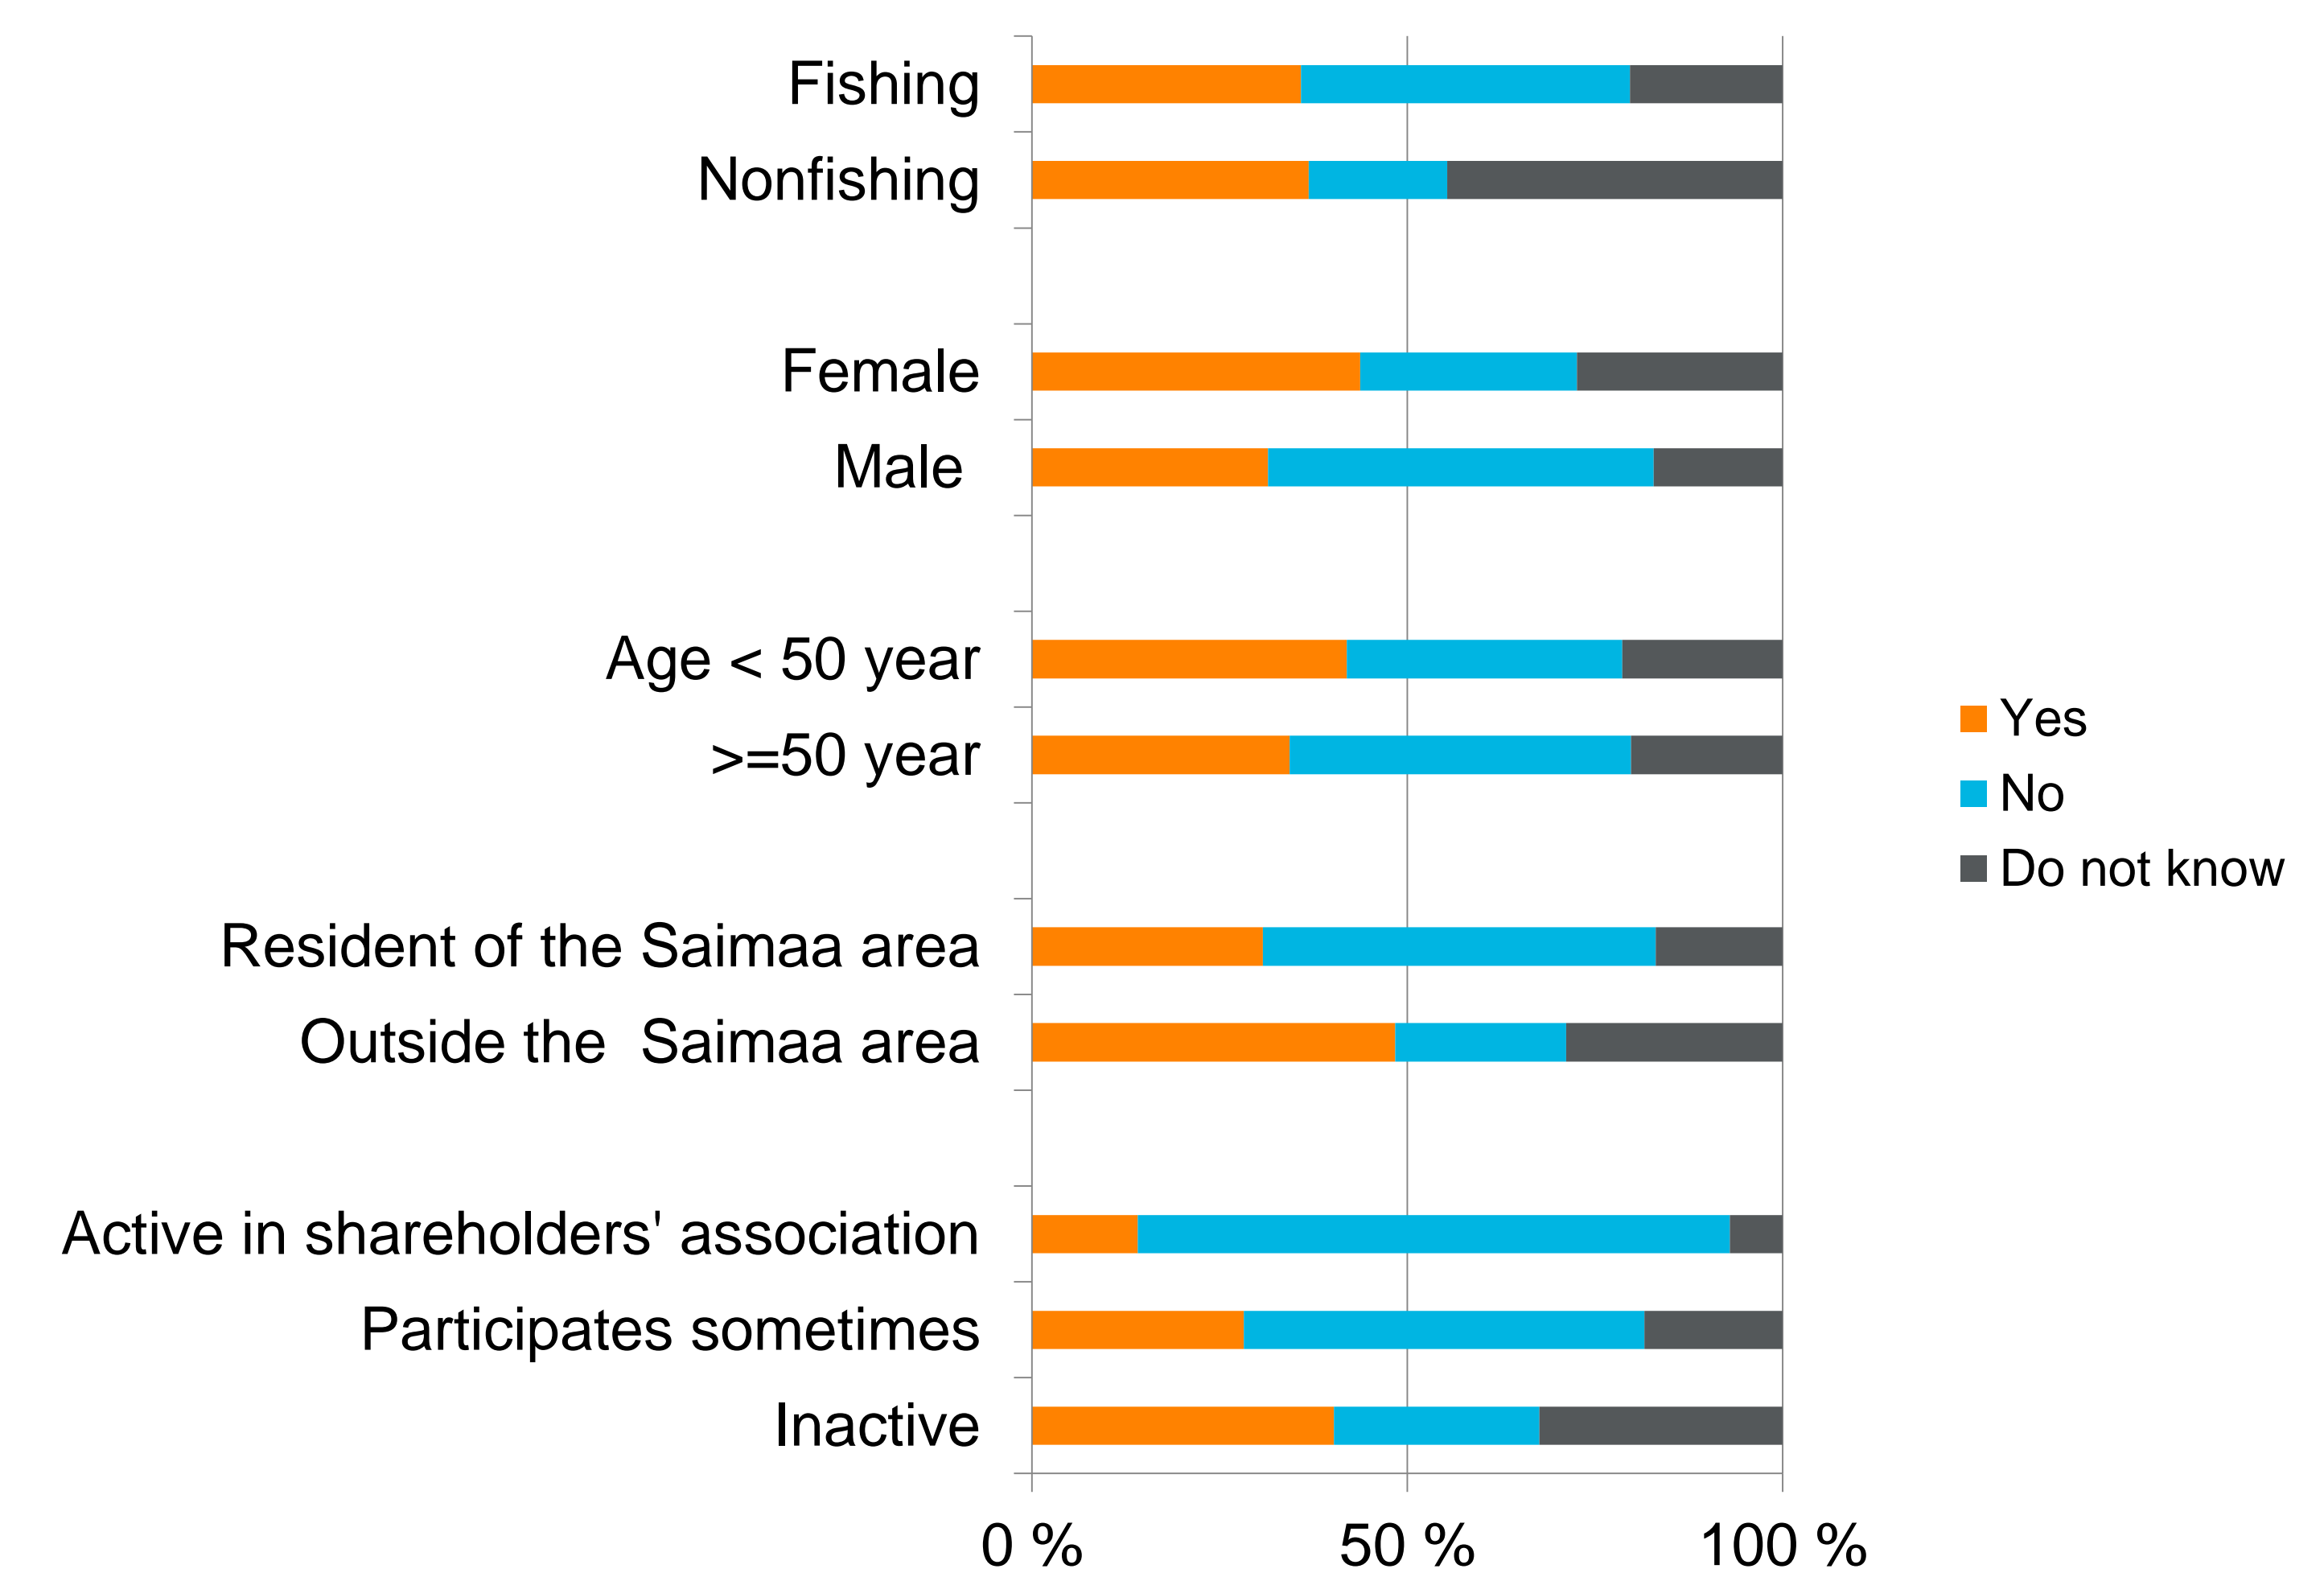 Fishing
Nonfishing
Female
Male
Age < 50 year
>=50 year
Resident of the Saimaa area
Outside the Saimaa area
Active in shareholders' association
Participates sometimes
Inactive
0 %
50 %
100 %
Yes
No
Do not know